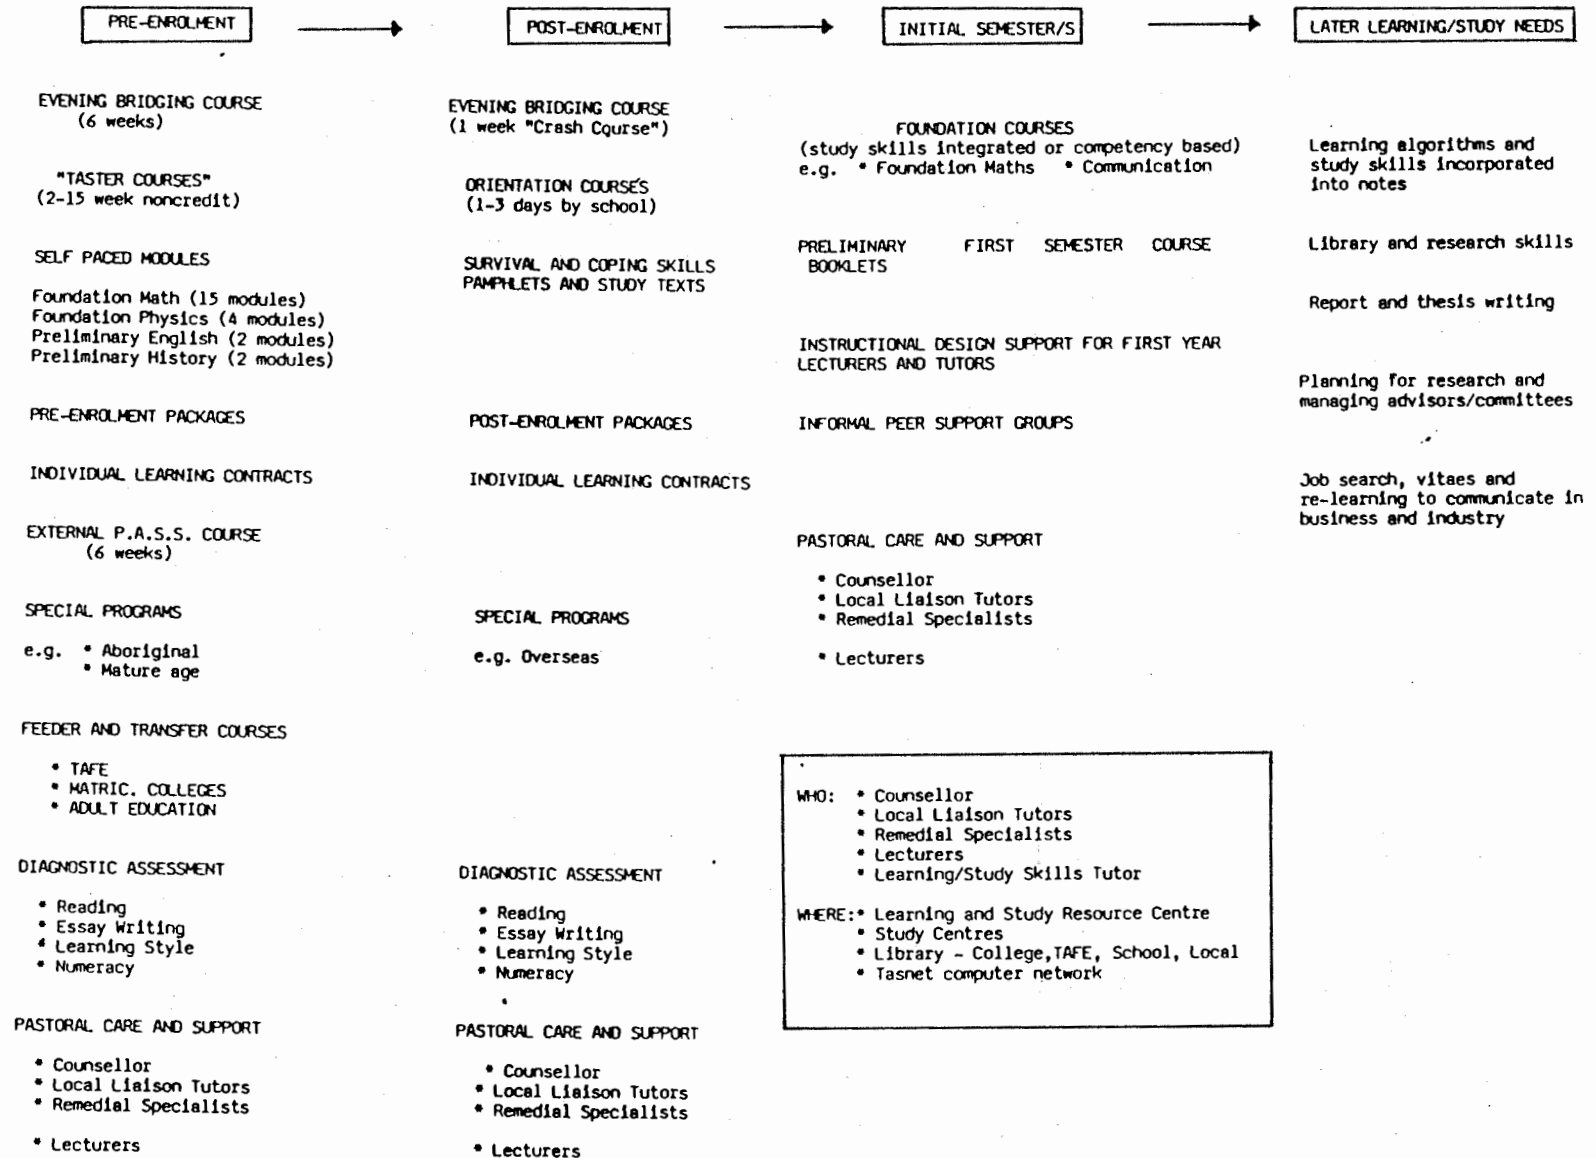 PRE-ENROLMENT
POST-ENROLMENT
INITIAL SEMESTER/S
LATER LEARNING/STUDY NEEDS
EVENING BRIDGING COURSE
(6 weeks)
"TASTER COURSES"
(2-15 week noncredit)
SELF PACED MODULES
Foundation Math (15 modules)
Foundation Physics (4 modules)
Preliminary English (2 modules)
Preliminary History (2 modules)
PRE-ENROLMENT PACKAGES
INDIVIDUAL LEARNING CONTRACTS
EXTERNAL P.A.S.S. COURSE
(6 weeks)
SPECIAL PROGRAMS
e.g. * Aboriginal
* Mature age
FEEDER AND TRANSFER COURSES
* TAFE
* MATRIC. COLLEGES
* ADULT EDUCATION
DIAGNOSTIC ASSESSMENT
* Reading
* Essay Writing
* Learning Style
* Numeracy
PASTORAL CARE AND SUPPORT
* Counsellor
* Local Liaison Tutors
* Remedial Specialists
* Lecturers
EVENING BRIDGING COURSE
(1 week "Crash Course")
ORIENTATION COURSES
(1-3 days by school)
SURVIVAL AND COPING SKILLS
PAMPHLETS AND STUDY TEXTS
POST-ENROLMENT PACKAGES
INDIVIDUAL LEARNING CONTRACTS
SPECIAL PROGRAMS
e.g. Overseas
DIAGNOSTIC ASSESSMENT
* Reading
* Essay Writing
* Learning Style
* Numeracy
PASTORAL CARE AND SUPPORT
* Counsellor
* Local Liaison Tutors
* Remedial Specialists
* Lecturers
FOUNDATION COURSES
(study skills integrated or competency based)
e.g. * Foundation Maths * Communication
PRELIMINARY FIRST SEMESTER COURSE
BOOKLETS
INSTRUCTIONAL DESIGN SUPPORT FOR FIRST YEAR
LECTURERS AND TUTORS
INFORMAL PEER SUPPORT GROUPS
PASTORAL CARE AND SUPPORT
* Counsellor
* Local Liaison Tutors
* Remedial Specialists
* Lecturers
WHO: * Counsellor
* Local Liaison Tutors
* Remedial Specialists
* Lecturers
* Learning/Study Skills Tutor
WHERE:* Learning and Study Resource Centre
* Study Centres
* Library - College,TAFE, School, Local
* Tasnet computer network
Learning algorithms and
study skills incorporated
into notes
Library and research skills
Report and thesis writing
Planning for research and
managing advisors/committees
Job search, vitaes and
re-learning to communicate in
business and industry